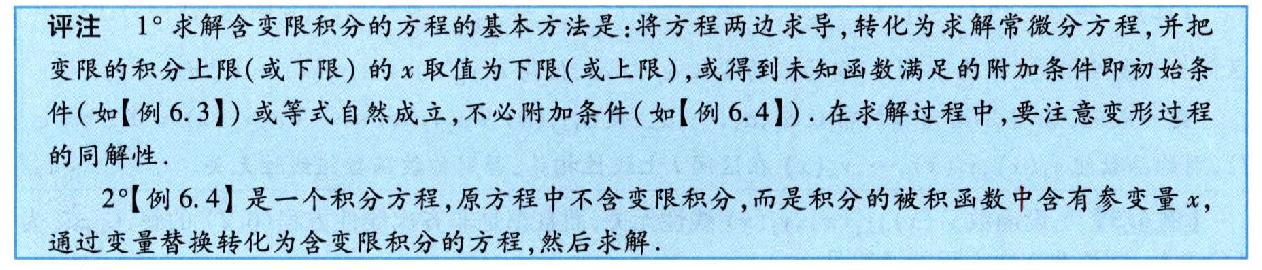 评注 1° 求解含变限积分的方程的基本方法是:将方程两边求导,转化为求解常微分方程,并把
变限的积分上限(或下限) 的 x 取值为下限(或上限),或得到未知函数满足的附加条件即初始条
件(如【例 6.3】) 或等式自然成立,不必附加条件(如【例 6.4】). 在求解过程中,要注意变形过程
的同解性.
2°【例 6.4】是一个积分方程,原方程中不含变限积分,而是积分的被积函数中含有参变量 x,
通过变量替换转化为含变限积分的方程,然后求解.